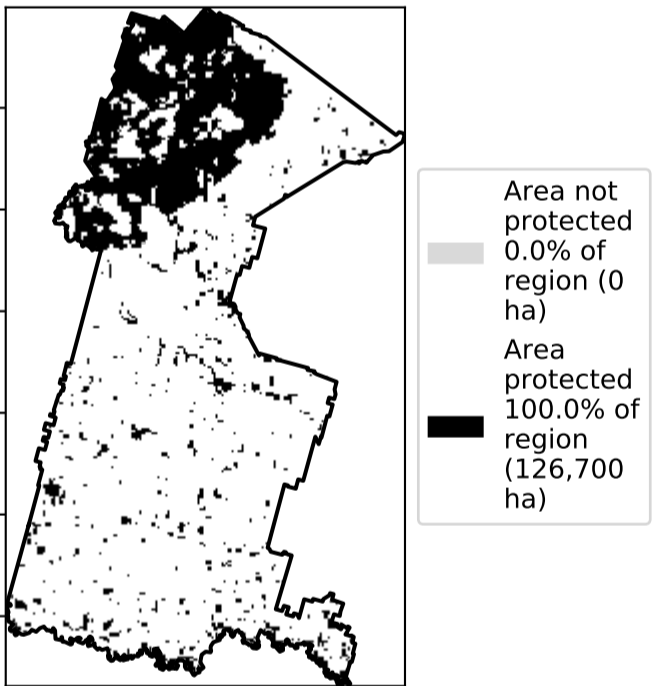 Area not
protected
0.0% of
region (0
ha)
Area
protected
100.0% of
region
(126,700
ha)